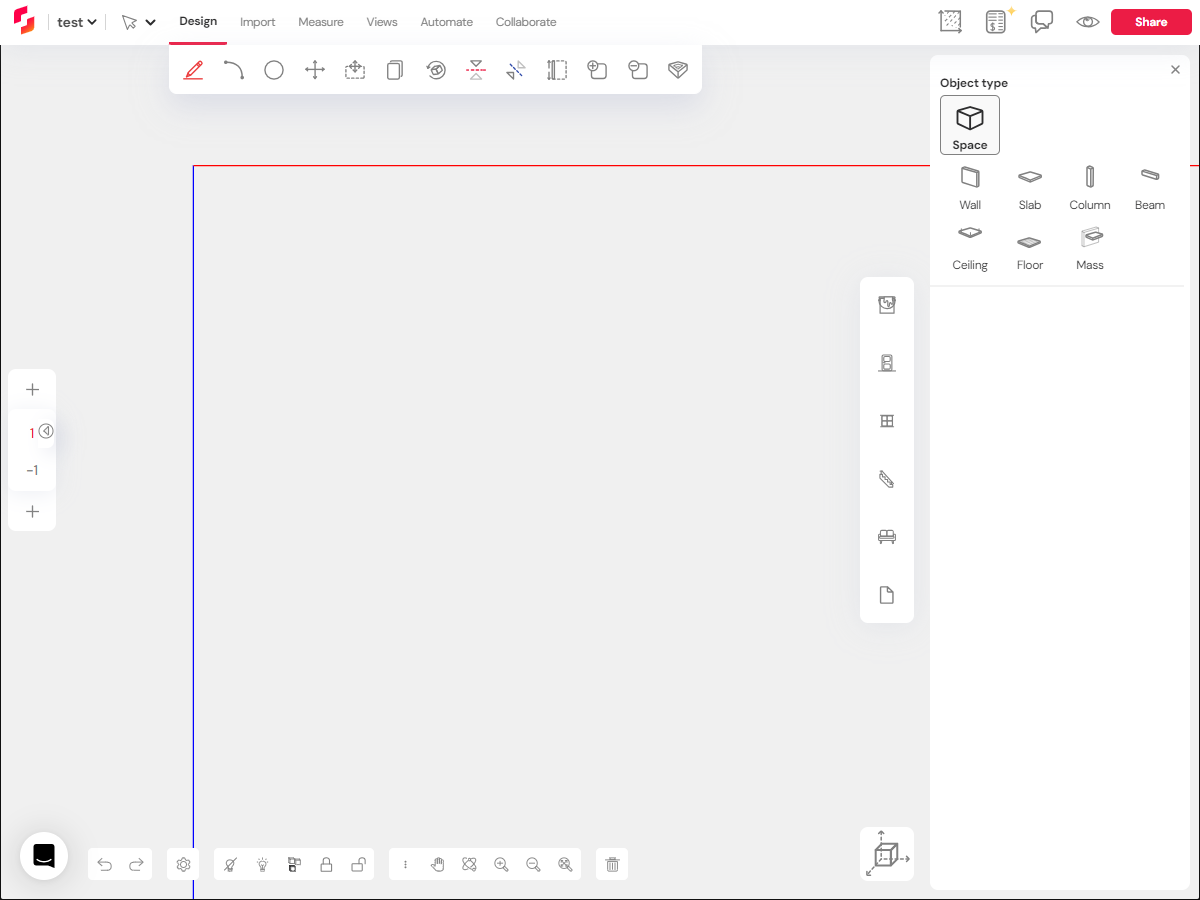 test
Design
Import
Measure
Views
Automate
Collaborate
Share
Object type
Space
Wall
Slab
Column
Beam
Ceiling
Floor
Mass
1
-1